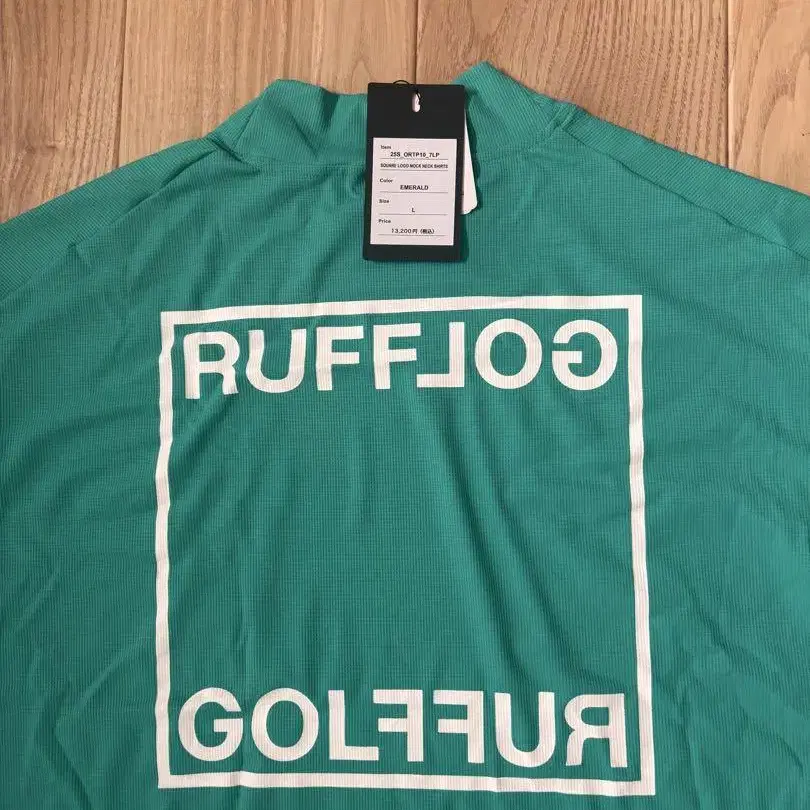 Item
25S_ORTP10_7LP
SQUARE LOGO MOCK NECK SHIRTS
Color
EMERALD
Size
L
Price
13,200円 (税込)
RUFFLOG
GOLFFUR